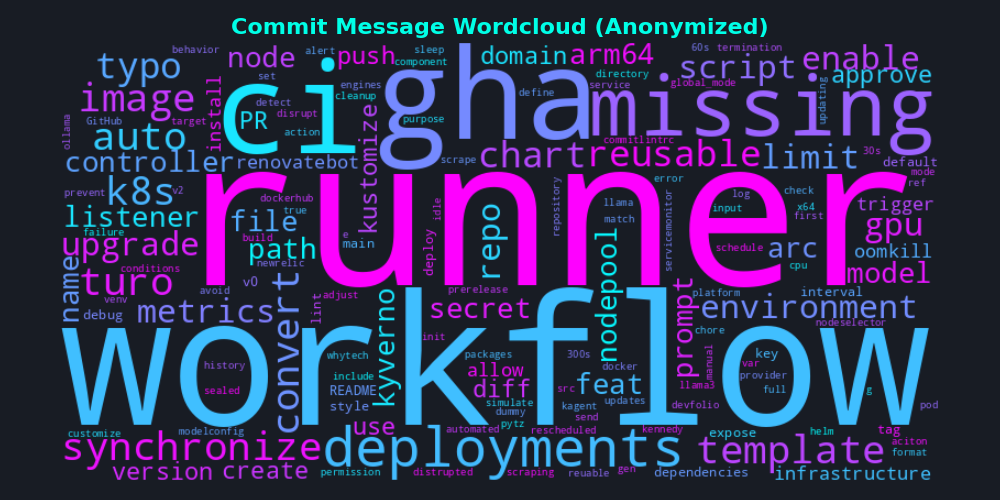 Commit Message Wordcloud (Anonymized)
behavior
alert
sleep
60s termination
typo
node
push
component
domain
arm64
script
enable
image
install
set
engines
directory
service
global_mode
approve
updating
ci
gha
missing
detect
cleanup
define
disrupt
PR
purpose
ollama
GitHub
target
action
auto
kustomize
commitlintrc
30s
controller
renovatebot
scrape
chart
reusable
limit
default
mode
ref
prevent
v2
k8s
dockerhub
runner
error
check
llama
log
input
x64
first
trigger
match
repository
listener
failure
file
true
idle
repo
servicemonitor
gpu
build
main
e
deploy
upgrade
path
schedule
arc
oomkill
conditions
newrelic
cpu
model
turo
avoid
v0
name
venv
debug
metrics
convert
lint
adjust
kyverno
prerelease
secret
nodepool
prompt
platform
interval
environment
nodeselector
chore
init
workflow
whytech
packages
300s
docker
key
manual
var
provider
history
include
allow
feat
full
g
sealed
README
diff
src
llama3
style
simulate
updates
kagent
dummy
devfolio
pod
send
use
pytz
customize
modelconfig
automated
rescheduled
kennedy
expose
helm
tag
aciton
format
synchronize
deployments
template
version
create
permission
distrupted
scraping
reuable
gen
dependencies
infrastructure